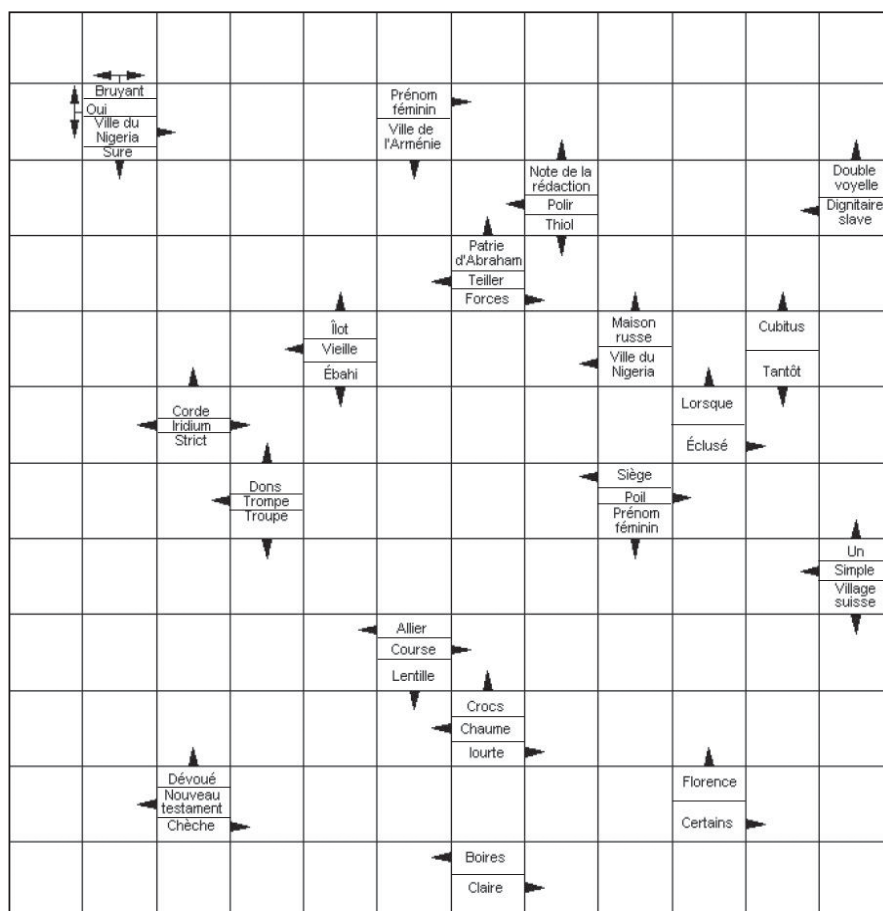 Bruyant
Oui
Ville du
Nigeria
Sure
Prénom
féminin
Ville de
l'Arménie
Note de la
rédaction
Polir
Thiol
Double
voyelle
Dignitaire
slave
Patrie
d'Abraham
Teiller
Forces
Îlot
Vieille
Ébahi
Maison
russe
Ville du
Nigeria
Cubitus
Tantôt
Corde
Iridium
Strict
Lorsque
Éclusé
Dons
Trompe
Troupe
Siège
Poil
Prénom
féminin
Un
Simple
Village
suisse
Allier
Course
Lentille
Crocs
Chaume
Iourte
Dévoué
Nouveau
testament
Chèche
Florence
Certains
Boires
Claire